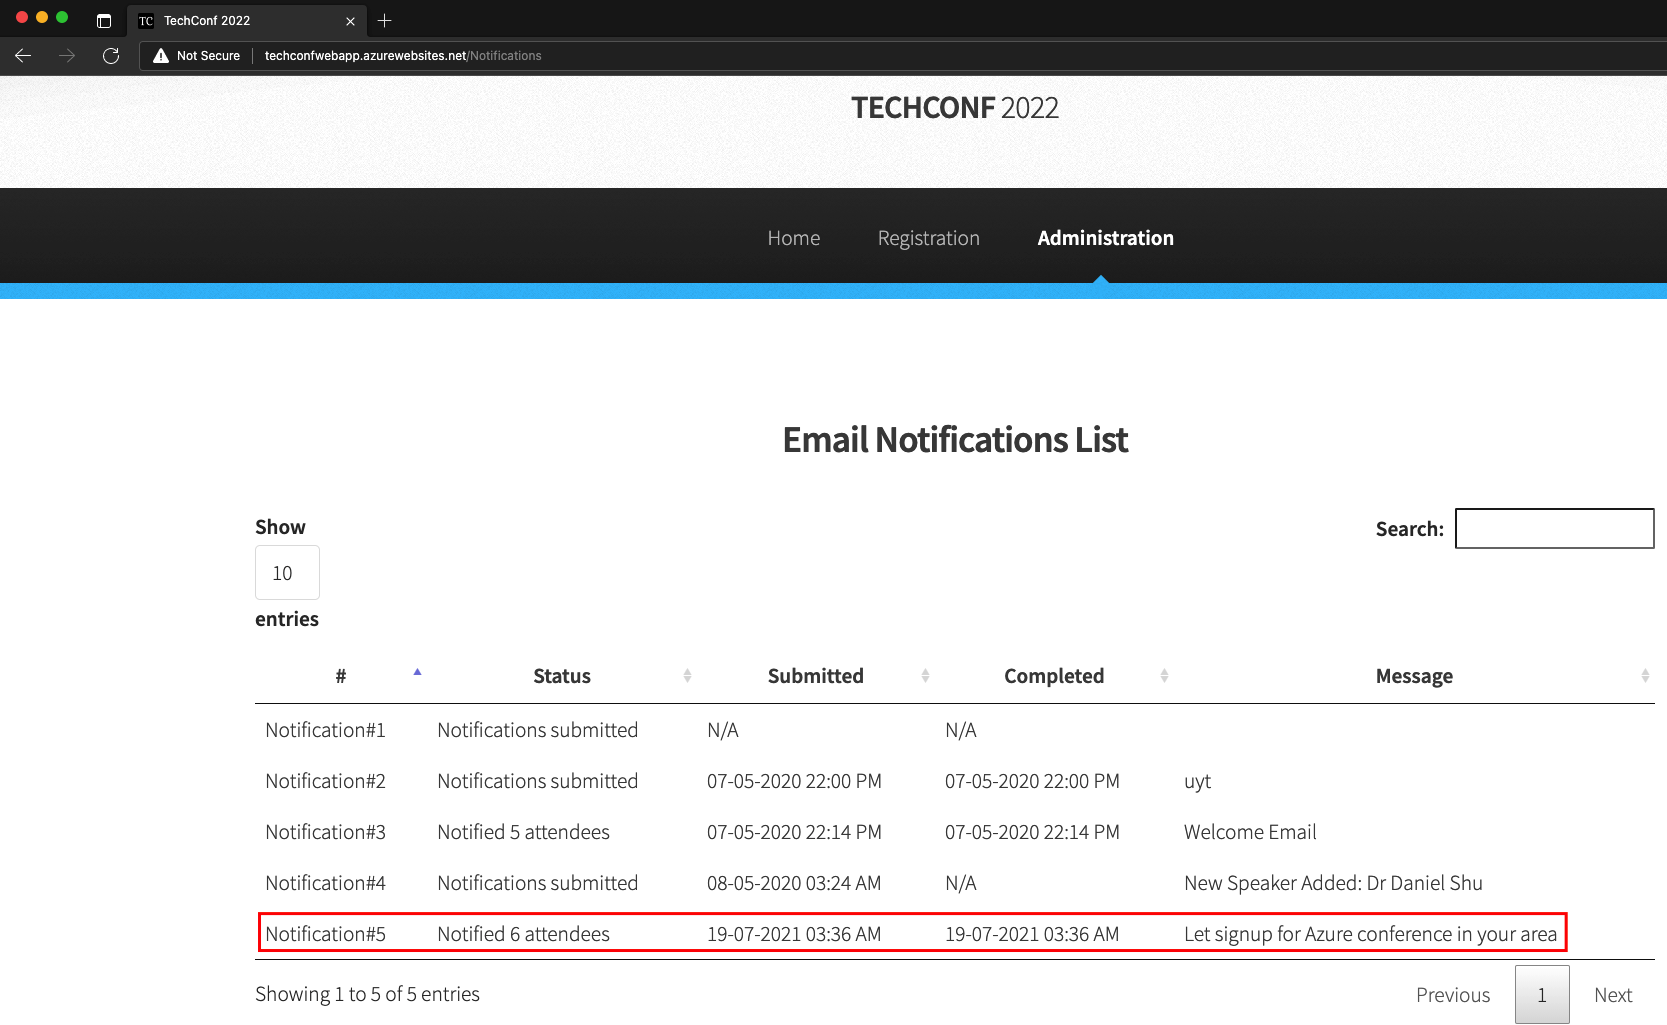 TC TechConf 2022
Not Secure techconfwebapp.azurewebsites.net/Notifications
TECHCONF 2022
Home Registration Administration
Email Notifications List
Show
10
entries
Search:
# Status Submitted Completed Message
Notification#1 Notifications submitted N/A N/A
Notification#2 Notifications submitted 07-05-2020 22:00 PM 07-05-2020 22:00 PM uyt
Notification#3 Notified 5 attendees 07-05-2020 22:14 PM 07-05-2020 22:14 PM Welcome Email
Notification#4 Notifications submitted 08-05-2020 03:24 AM N/A New Speaker Added: Dr Daniel Shu
Notification#5 Notified 6 attendees 19-07-2021 03:36 AM 19-07-2021 03:36 AM Let signup for Azure conference in your area
Showing 1 to 5 of 5 entries
Previous 1 Next